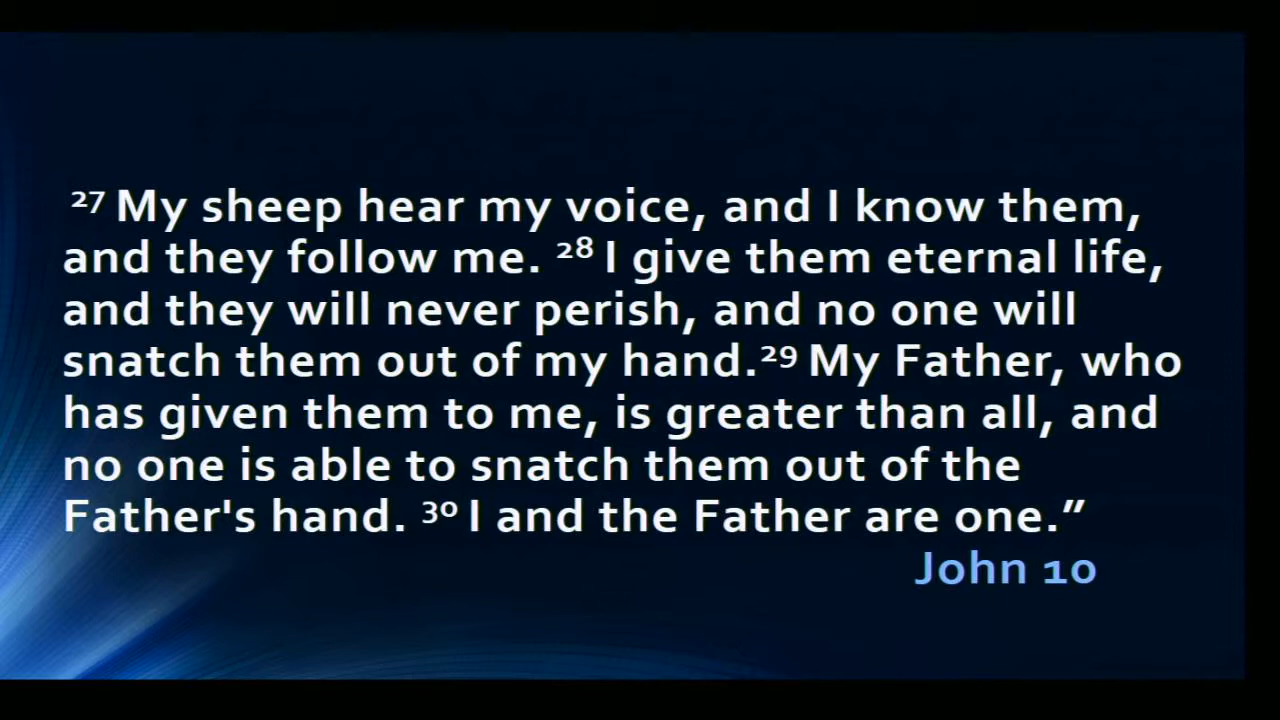 27 My sheep hear my voice, and I know them,
and they follow me. 28 I give them eternal life,
and they will never perish, and no one will
snatch them out of my hand.29 My Father, who
has given them to me, is greater than all, and
no one is able to snatch them out of the
Father's hand. 30 I and the Father are one.”
John 10